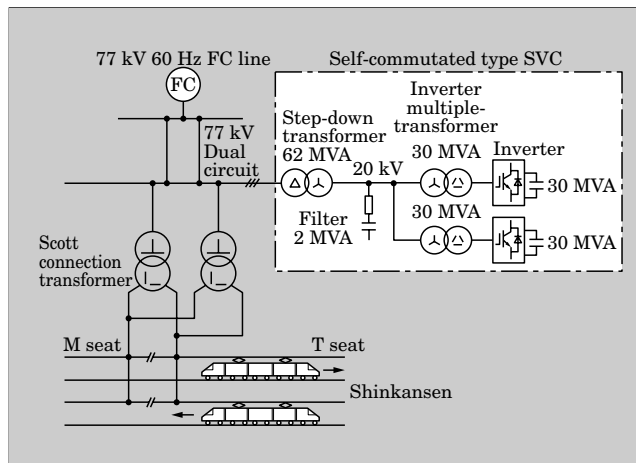 77 kV 60 Hz FC line
FC
Self-commutated type SVC
77 kV
Dual
circuit
Step-down
transformer
62 MVA
20 kV
Filter
2 MVA
Inverter
multiple-
transformer
30 MVA
Inverter
30 MVA
30 MVA
30 MVA
Scott
connection
transformer
M seat
T seat
Shinkansen